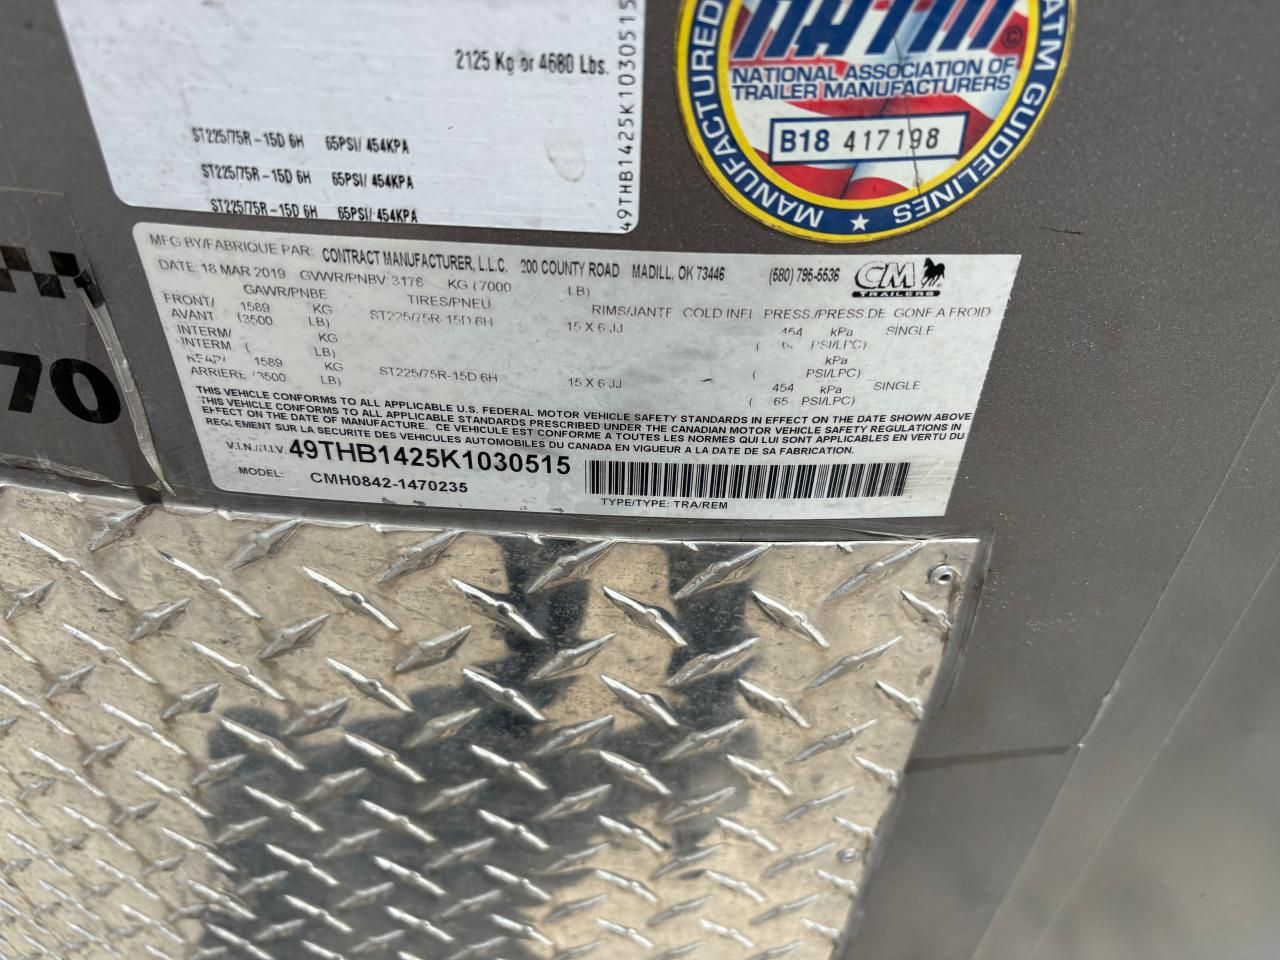 2125 Kg or 4680 Lbs.
ST225/75R-15D 6H 65PSI/ 454KPA
ST225/75R-15D 6H 65PSI/ 454KPA
ST225/75R-15D 6H 65PSI/ 454KPA
49THB1425K1030515
NATM ©
NATIONAL ASSOCIATION OF
TRAILER MANUFACTURERS
B18 417198
MANUFACTURED
NATM GUIDELINES
MANUFACTURED
70
MFG BY/FABRIQUE PAR: CONTRACT MANUFACTURER, L.L.C. 200 COUNTY ROAD MADILL, OK 73446 (580) 795-5536 CM TRAILERS
DATE: 18 MAR 2019 GVWR/PNBV: 3176 KG (7000 LB)
GAWR/PNBE TIRES/PNEU RIMS/JANTE COLD INFL PRESS./PRESS.DE GONF.A FROID
FRONT/ 1589 KG ST225/75R-15D 6H 15 X 6 JJ 454 kPa SINGLE
AVANT (3500 LB) ( PSI/LPC)
INTERM/ KG kPa
INTERM ( LB) ( PSI/LPC)
REAR/ 1589 KG ST225/75R-15D 6H 15 X 6 JJ 454 kPa SINGLE
ARRIERE (3500 LB) ( 65 PSI/LPC)
THIS VEHICLE CONFORMS TO ALL APPLICABLE U.S. FEDERAL MOTOR VEHICLE SAFETY STANDARDS IN EFFECT ON THE DATE SHOWN ABOVE
THIS VEHICLE CONFORMS TO ALL APPLICABLE STANDARDS PRESCRIBED UNDER THE CANADIAN MOTOR VEHICLE SAFETY REGULATIONS IN
EFFECT ON THE DATE OF MANUFACTURE. CE VEHICULE EST CONFORME A TOUTES LES NORMES QUI LUI SONT APPLICABLES EN VERTU DU
REGLEMENT SUR LA SECURITE DES VEHICULES AUTOMOBILES DU CANADA EN VIGUEUR A LA DATE DE SA FABRICATION.
V.I.N./N.I.V. 49THB1425K1030515
MODEL: CMH0842-1470235
TYPE/TYPE: TRA/REM